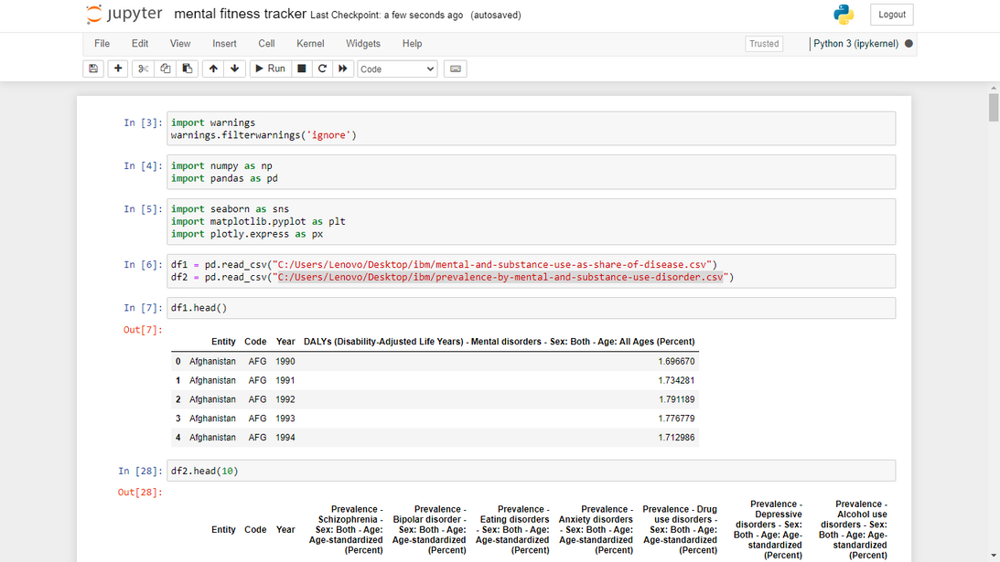 jupyter mental fitness tracker Last Checkpoint: a few seconds ago (autosaved) Logout
File Edit View Insert Cell Kernel Widgets Help Trusted Python 3 (ipykernel)
Run Code
In [3]: import warnings
warnings.filterwarnings('ignore')
In [4]: import numpy as np
import pandas as pd
In [5]: import seaborn as sns
import matplotlib.pyplot as plt
import plotly.express as px
In [6]: df1 = pd.read_csv("C:/Users/Lenovo/Desktop/ibm/mental-and-substance-use-as-share-of-disease.csv")
df2 = pd.read_csv("C:/Users/Lenovo/Desktop/ibm/prevalence-by-mental-and-substance-use-disorder.csv")
In [7]: df1.head()
Out[7]:
Entity Code Year DALYs (Disability-Adjusted Life Years) - Mental disorders - Sex: Both - Age: All Ages (Percent)
0 Afghanistan AFG 1990 1.696670
1 Afghanistan AFG 1991 1.734281
2 Afghanistan AFG 1992 1.791189
3 Afghanistan AFG 1993 1.776779
4 Afghanistan AFG 1994 1.712986
In [28]: df2.head(10)
Out[28]:
Entity Code Year
Prevalence -
Schizophrenia -
Sex: Both - Age:
Age-standardized
(Percent)
Prevalence -
Bipolar disorder -
Sex: Both - Age:
Age-standardized
(Percent)
Prevalence -
Eating disorders
- Sex: Both - Age:
Age-standardized
(Percent)
Prevalence -
Anxiety disorders
- Sex: Both - Age:
Age-standardized
(Percent)
Prevalence - Drug
use disorders -
Sex: Both - Age:
Age-standardized
(Percent)
Prevalence -
Depressive
disorders - Sex:
Both - Age: Age-
standardized
(Percent)
Prevalence -
Alcohol use
disorders - Sex:
Both - Age: Age-
standardized
(Percent)